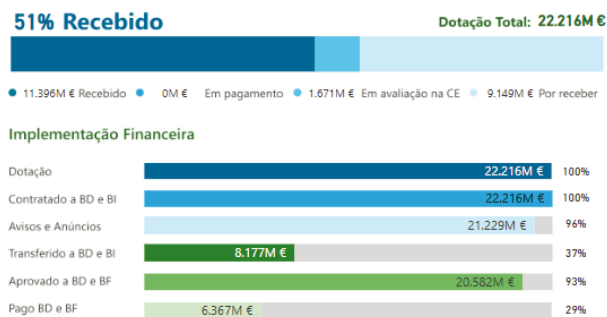 51% Recebido
Dotação Total: 22.216M €
11.396M € Recebido 0M € Em pagamento 1.671M € Em avaliação na CE 9.149M € Por receber
Implementação Financeira
Dotação 22.216M € 100%
Contratado a BD e BI 22.216M € 100%
Avisos e Anúncios 21.229M € 96%
Transferido a BD e BI 8.177M € 37%
Aprovado a BD e BF 20.582M € 93%
Pago BD e BF 6.367M € 29%